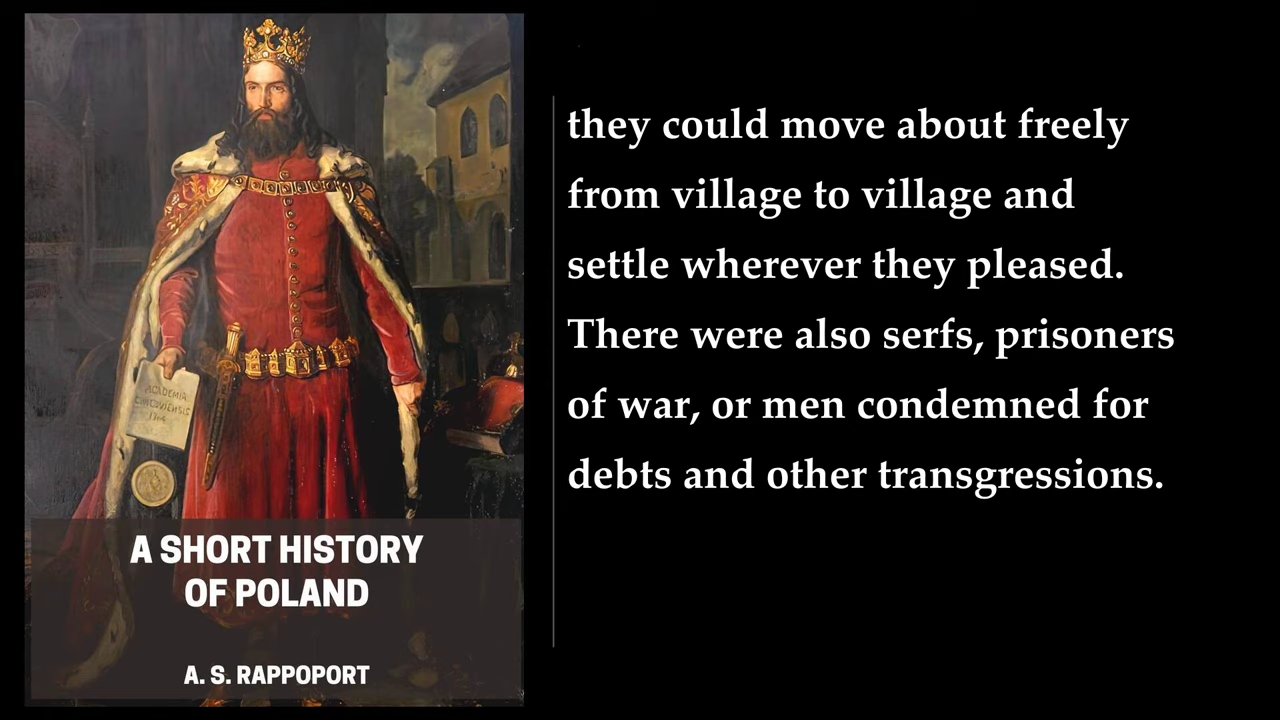 they could move about freely
from village to village and
settle wherever they pleased.
There were also serfs, prisoners
of war, or men condemned for
debts and other transgressions.
ACADEMIA
A SHORT HISTORY
OF POLAND
A. S. RAPPOPORT